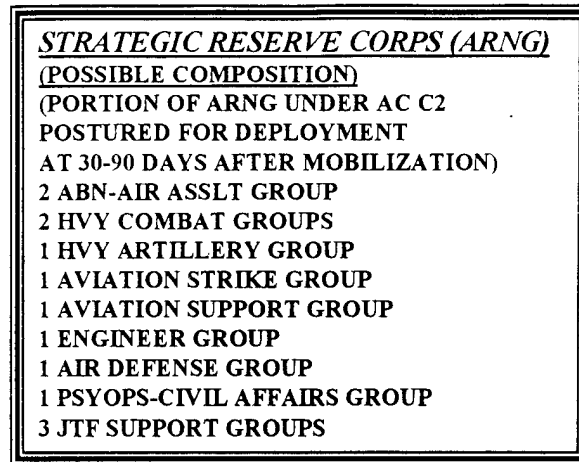 STRATEGIC RESERVE CORPS (ARNG)
(POSSIBLE COMPOSITION)
(PORTION OF ARNG UNDER AC C2
POSTURED FOR DEPLOYMENT
AT 30-90 DAYS AFTER MOBILIZATION)
2 ABN-AIR ASSLT GROUP
2 HVY COMBAT GROUPS
1 HVY ARTILLERY GROUP
1 AVIATION STRIKE GROUP
1 AVIATION SUPPORT GROUP
1 ENGINEER GROUP
1 AIR DEFENSE GROUP
1 PSYOPS-CIVIL AFFAIRS GROUP
3 JTF SUPPORT GROUPS